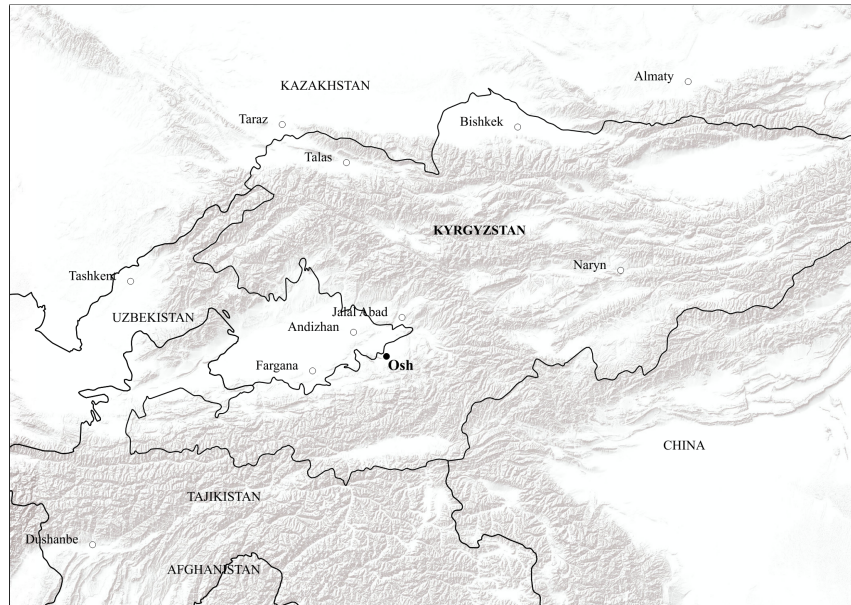 Almaty
KAZAKHSTAN
Taraz
Bishkek
Talas
KYRGYZSTAN
Naryn
Tashkent
Jalal Abad
UZBEKISTAN
Andizhan
Osh
Fargana
CHINA
TAJIKISTAN
Dushanbe
AFGHANISTAN